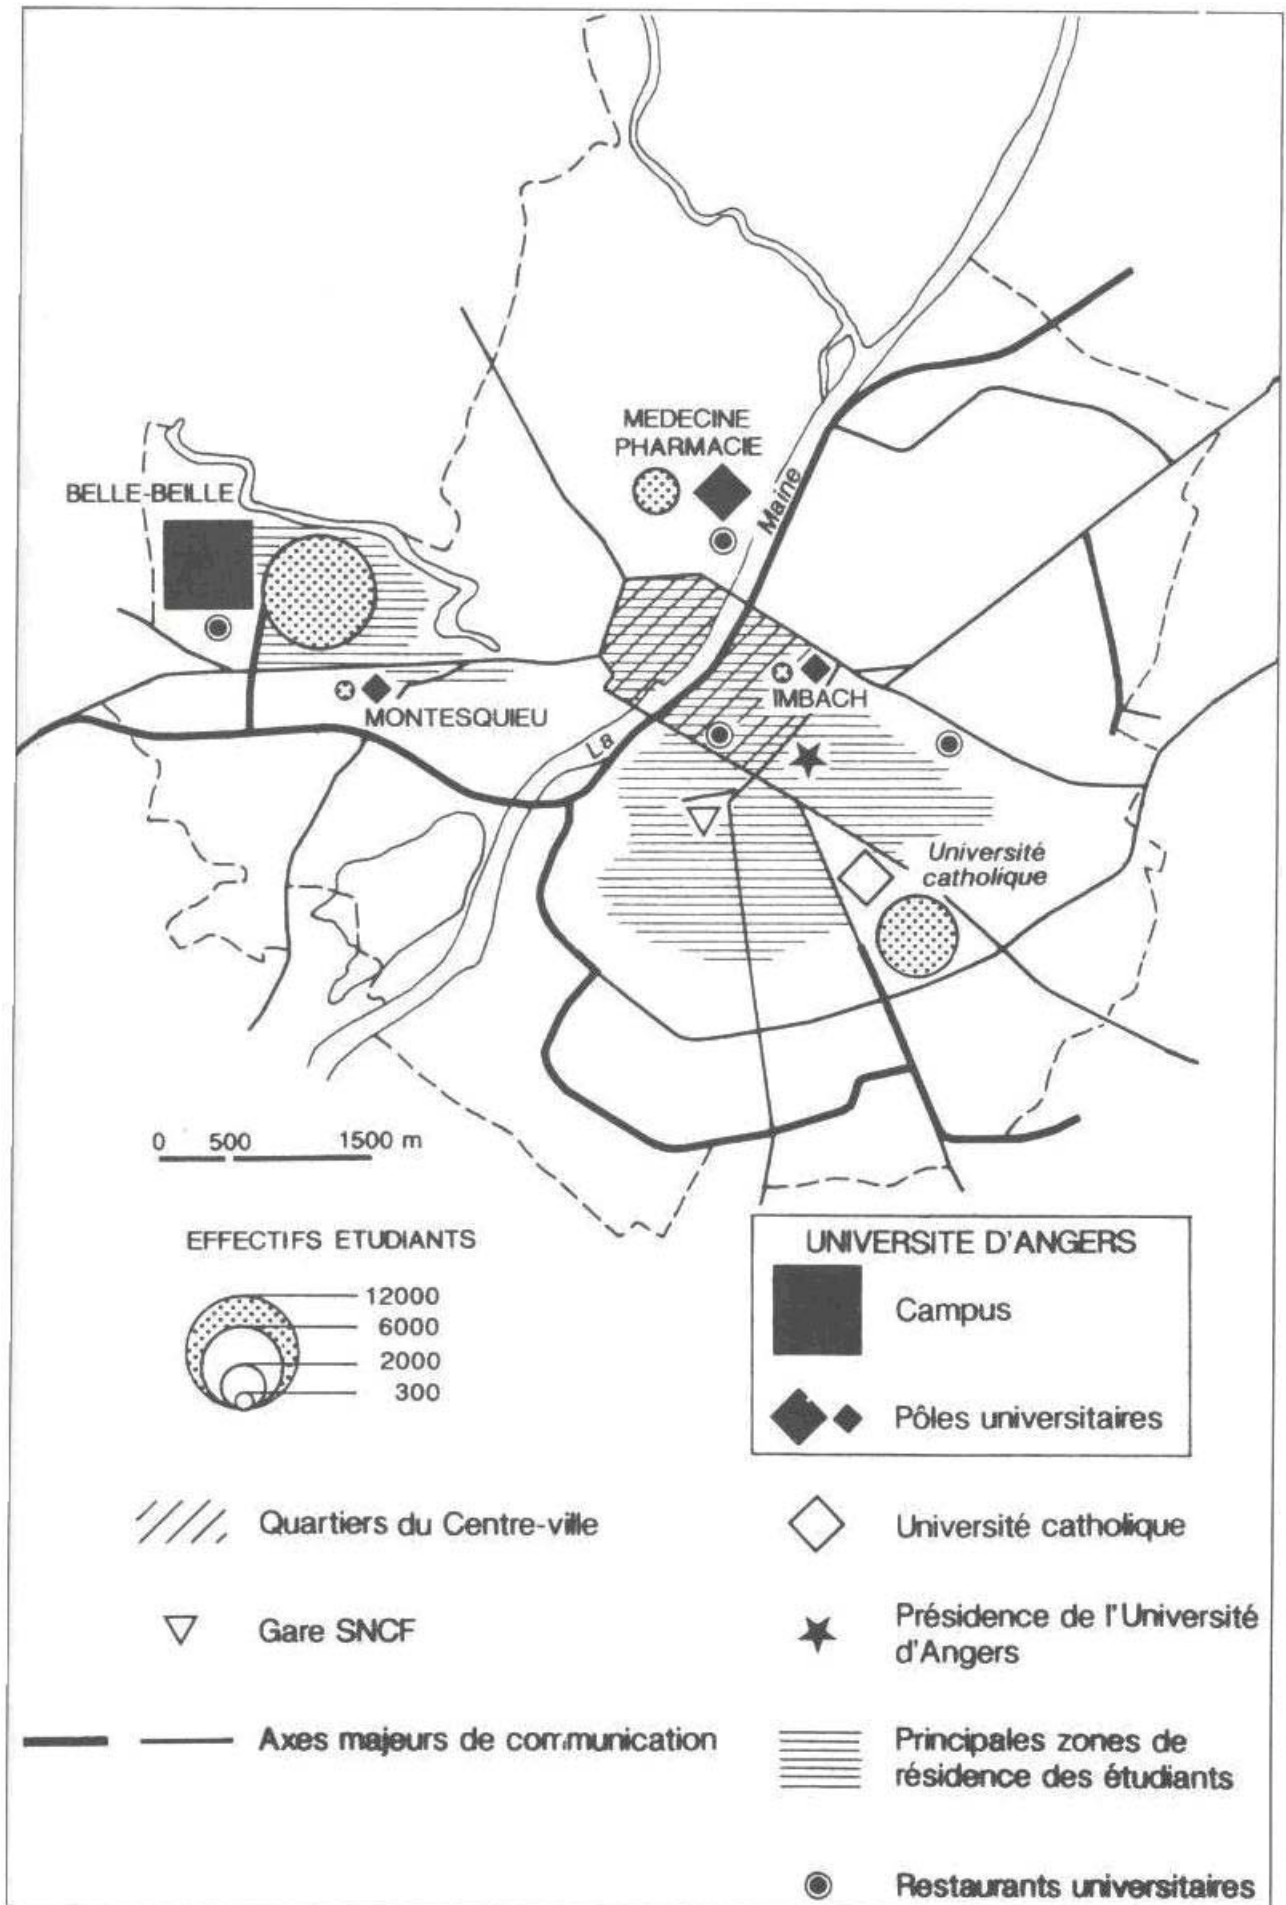 MEDECINE
PHARMACIE
BELLE-BEILLE
Maine
IMBACH
MONTESQUIEU
La
Université
catholique
0 500 1500 m
EFFECTIFS ETUDIANTS
12000
6000
2000
300
UNIVERSITE D'ANGERS
Campus
Pôles universitaires
Quartiers du Centre-ville
Université catholique
Gare SNCF
Présidence de l'Université
d'Angers
Axes majeurs de communication
Principales zones de
résidence des étudiants
Restaurants universitaires